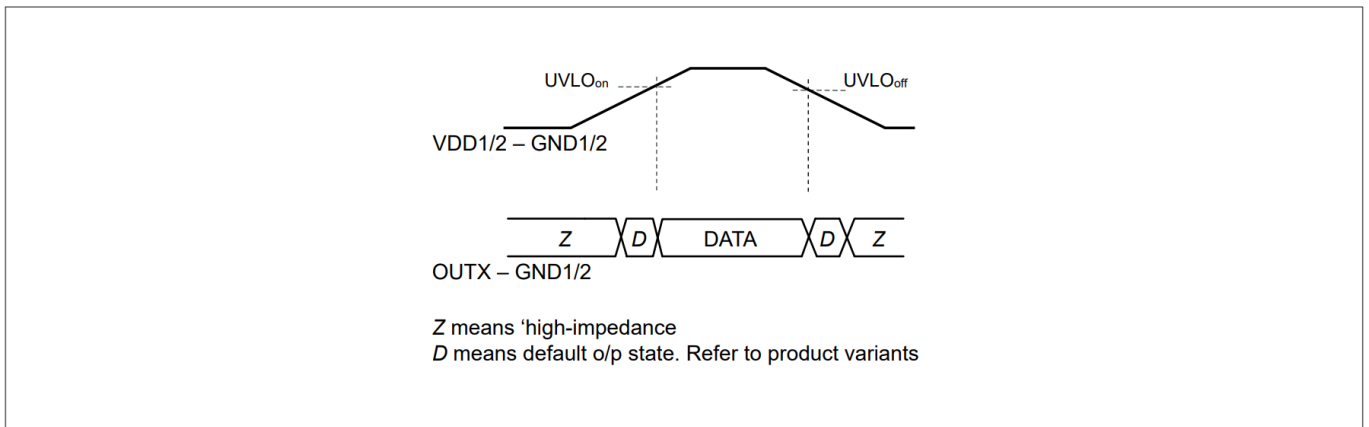 UVLOon UVLOoff
VDD1/2 – GND1/2
Z D DATA D Z
OUTX – GND1/2
Z means ‘high-impedance
D means default o/p state. Refer to product variants